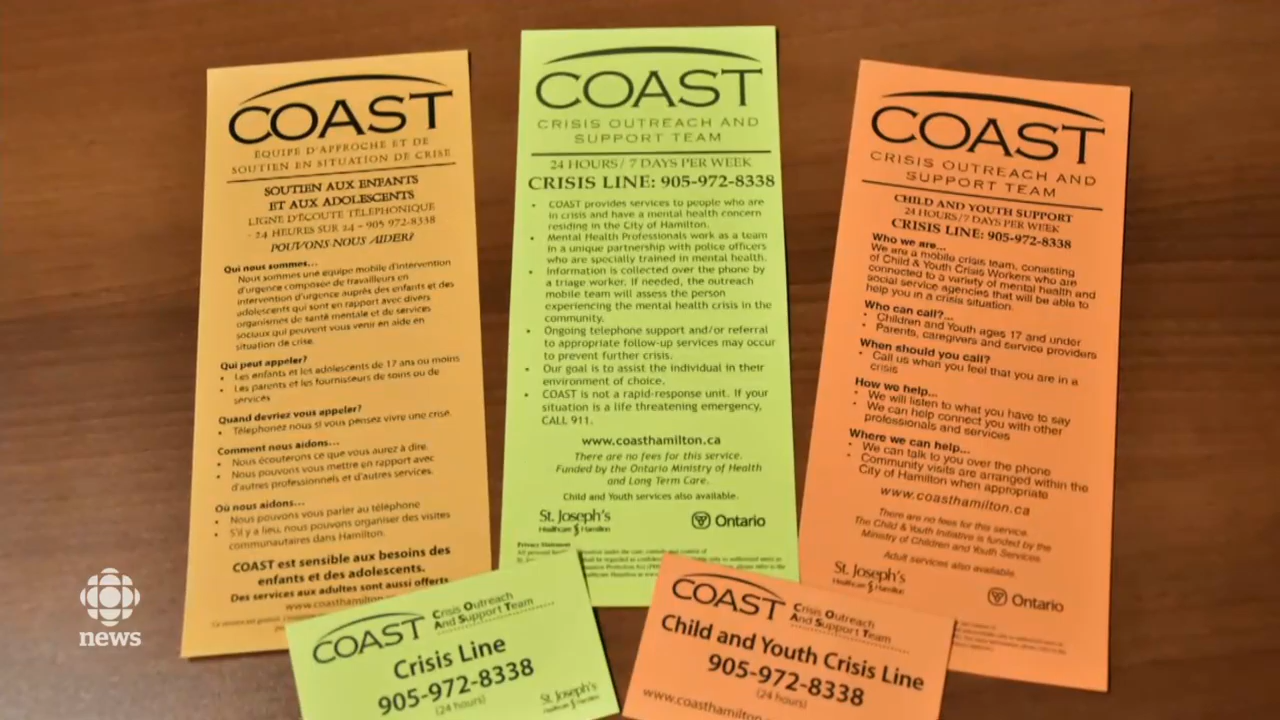 COAST
ÉQUIPE D'APPROCHE ET DE
SOUTIEN EN SITUATION DE CRISE
SOUTIEN AUX ENFANTS
ET AUX ADOLESCENTS
LIGNE D'ÉCOUTE TÉLÉPHONIQUE
- 24 HEURES SUR 24 - 905 972-8338
POUVONS-NOUS AIDER?
Qui nous sommes...
Nous sommes une équipe mobile d'intervention
d'urgence composée de travailleurs en
intervention d'urgence auprès des enfants et des
adolescents qui sont en rapport avec divers
organismes de santé mentale et de services
sociaux qui peuvent vous venir en aide en
situation de crise.
Qui peut appeler?
• Les enfants et les adolescents de 17 ans ou moins
• Les parents et les fournisseurs de soins ou de
services
Quand devriez vous appeler?
• Téléphonez nous si vous pensez vivre une crise.
Comment nous aidons...
• Nous écouterons ce que vous aurez à dire.
• Nous pouvons vous mettre en rapport avec
d'autres professionnels et d'autres services.
Où nous aidons...
• Nous pouvons vous parler au téléphone
• S'il y a lieu, nous pouvons organiser des visites
communautaires dans Hamilton.
COAST est sensible aux besoins des
enfants et des adolescents.
Des services aux adultes sont aussi offerts
www.coasthamilton
COAST
CRISIS OUTREACH AND
SUPPORT TEAM
24 HOURS / 7 DAYS PER WEEK
CRISIS LINE: 905-972-8338
• COAST provides services to people who are
in crisis and have a mental health concern
residing in the City of Hamilton.
• Mental Health Professionals work as a team
in a unique partnership with police officers
who are specially trained in mental health.
• Information is collected over the phone by
a triage worker. If needed, the outreach
mobile team will assess the person
experiencing the mental health crisis in the
community.
• Ongoing telephone support and/or referral
to appropriate follow-up services may occur
to prevent further crisis.
• Our goal is to assist the individual in their
environment of choice.
• COAST is not a rapid-response unit. If your
situation is a life threatening emergency,
CALL 911.
www.coasthamilton.ca
There are no fees for this service.
Funded by the Ontario Ministry of Health
and Long Term Care.
Child and Youth services also available.
St. Joseph's
Healthcare Hamilton
Ontario
Privacy Statement
COAST
CRISIS OUTREACH AND
SUPPORT TEAM
CHILD AND YOUTH SUPPORT
24 HOURS/7 DAYS PER WEEK
CRISIS LINE: 905-972-8338
Who we are...
We are a mobile crisis team, consisting
of Child & Youth Crisis Workers who are
connected to a variety of mental health and
social service agencies that will be able to
help you in a crisis situation.
Who can call?...
• Children and Youth ages 17 and under
• Parents, caregivers and service providers
When should you call?
• Call us when you feel that you are in a
crisis
How we help...
• We will listen to what you have to say
• We can help connect you with other
professionals and services
Where we can help...
• We can talk to you over the phone
• Community visits are arranged within the
City of Hamilton when appropriate
www.coasthamilton.ca
There are no fees for this service.
The Child & Youth Initiative is funded by the
Ministry of Children and Youth Services.
Adult services also available.
St. Joseph's
Healthcare Hamilton
Ontario
COAST
Crisis Outreach
And Support Team
Crisis Line
905-972-8338
(24 hours)
St. Joseph's
Healthcare Hamilton
COAST
Crisis Outreach
And Support Team
Child and Youth Crisis Line
905-972-8338
(24 hours)
www.coasthamilton
news